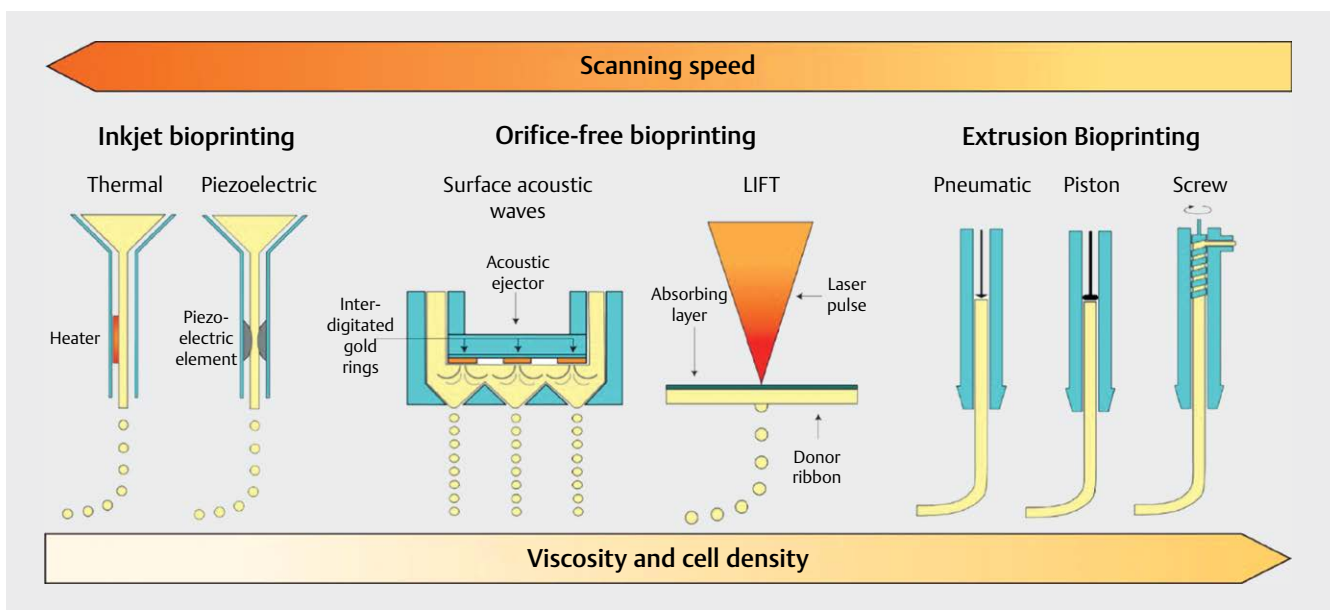 Scanning speed
Inkjet bioprinting
Orifice-free bioprinting
Extrusion Bioprinting
Thermal
Piezoelectric
Surface acoustic
waves
LIFT
Pneumatic
Piston
Screw
Heater
Piezo-
electric
element
Inter-
digitated
gold
rings
Acoustic
ejector
Absorbing
layer
Laser
pulse
Donor
ribbon
Viscosity and cell density